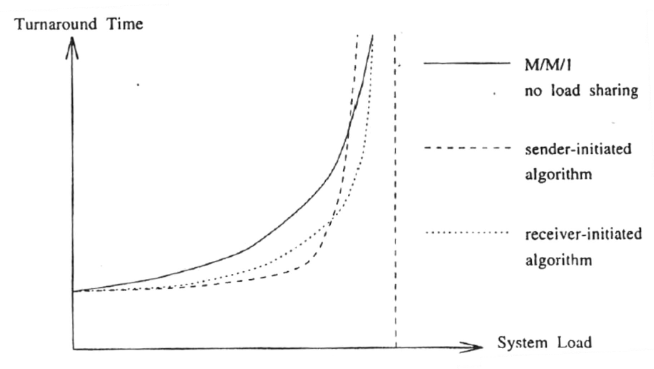 Turnaround Time
M/M/1
no load sharing
sender-initiated
algorithm
receiver-initiated
algorithm
System Load